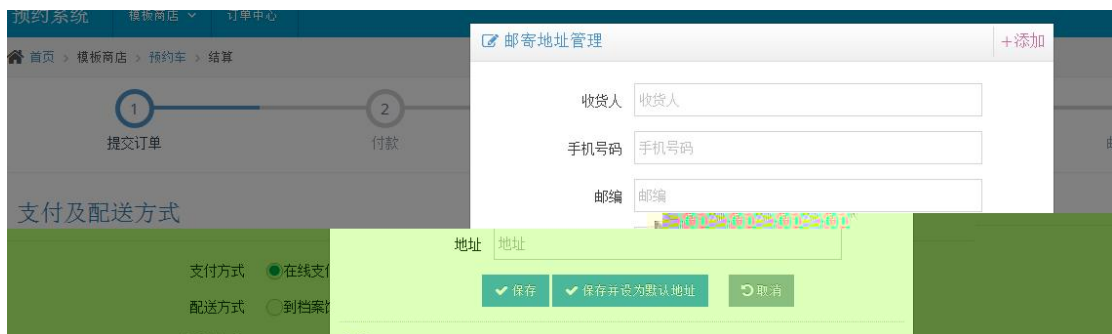 预约系统 模板商店 订单中心
首页 > 模板商店 > 预约车 > 结算
邮寄地址管理 +添加
1 2
提交订单 付款
收货人 收货人
手机号码 手机号码
邮编 邮编
支付及配送方式
地址 地址
支付方式 在线支
配送方式 到档案
保存 保存并设为默认地址 取消